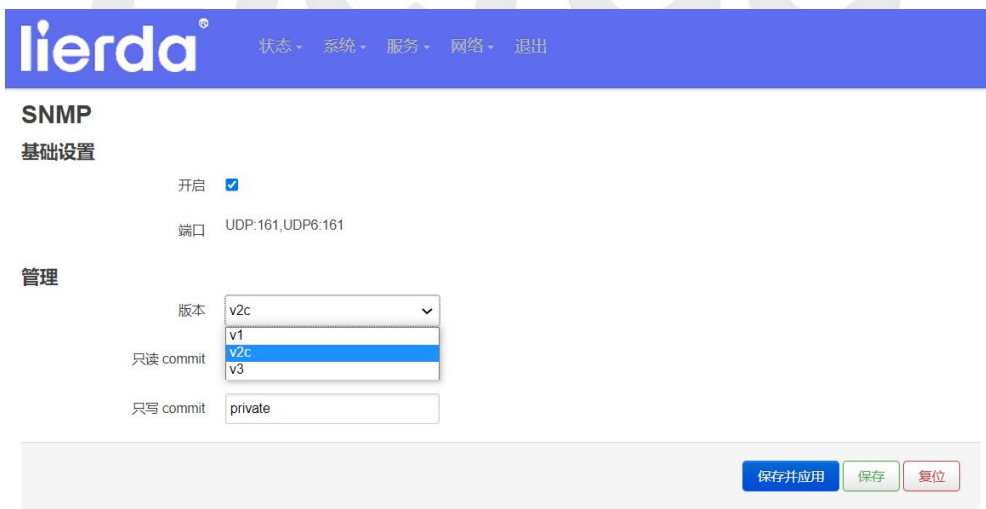 lierda®
状态 系统 服务 网络 退出
SNMP
基础设置
开启
端口 UDP:161,UDP6:161
管理
版本 v2c
v1
v2c
只读 commit
v3
只写 commit private
保存并应用 保存 复位